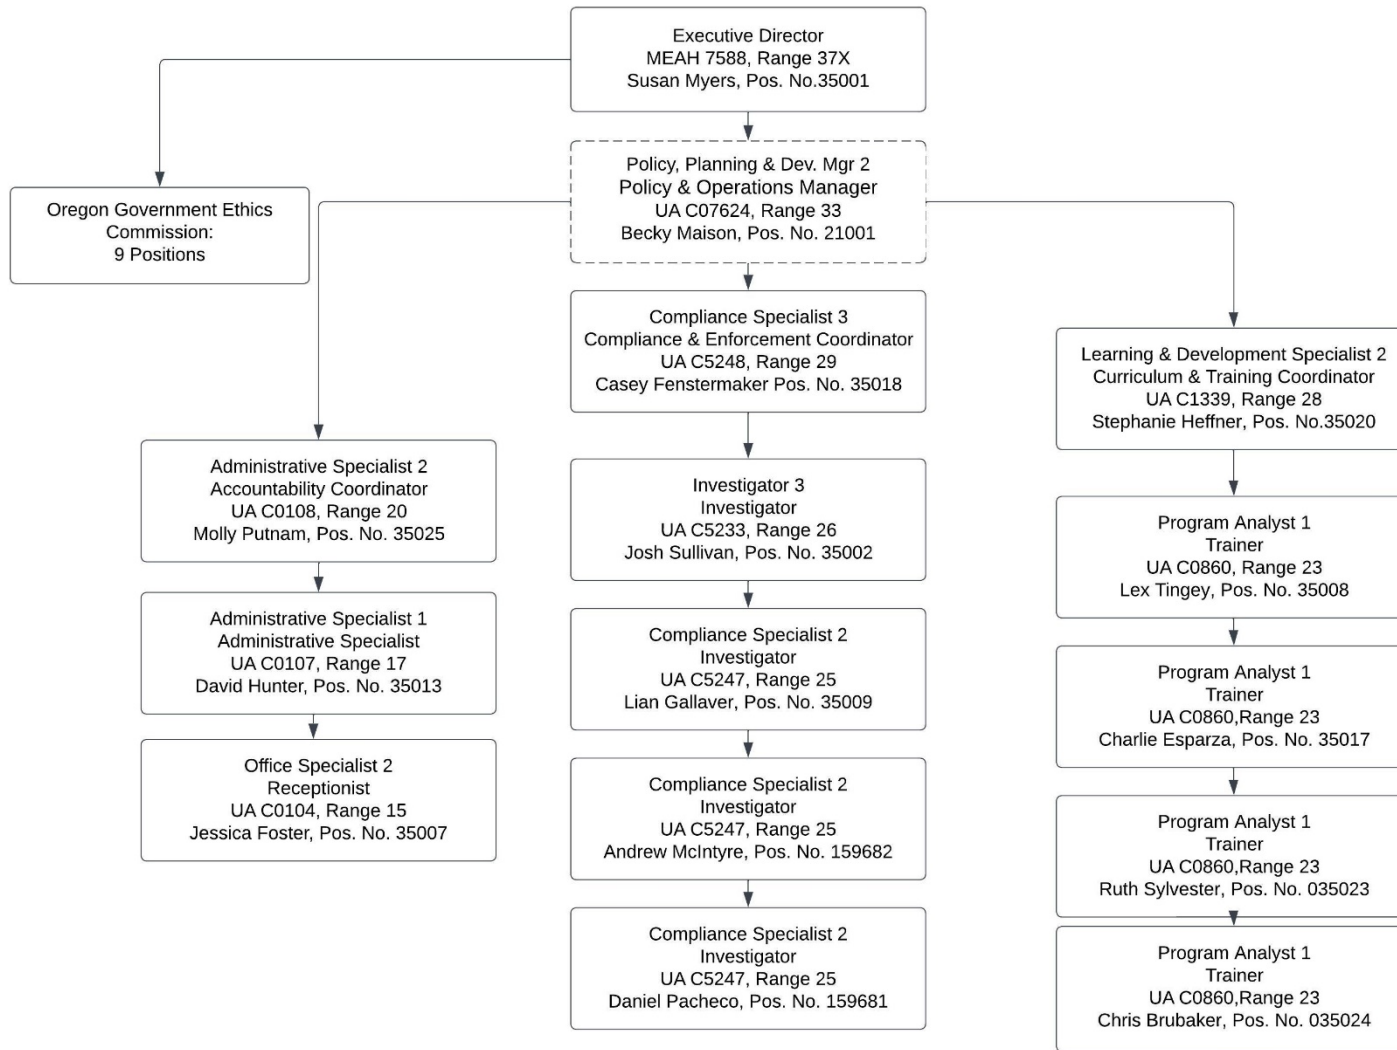 Executive Director
MEAH 7588, Range 37X
Susan Myers, Pos. No.35001
Policy, Planning & Dev. Mgr 2
Policy & Operations Manager
UA C07624, Range 33
Becky Maison, Pos. No. 21001
Oregon Government Ethics
Commission:
9 Positions
Compliance Specialist 3
Compliance & Enforcement Coordinator
UA C5248, Range 29
Casey Fenstermaker Pos. No. 35018
Learning & Development Specialist 2
Curriculum & Training Coordinator
UA C1339, Range 28
Stephanie Heffner, Pos. No.35020
Administrative Specialist 2
Accountability Coordinator
UA C0108, Range 20
Molly Putnam, Pos. No. 35025
Investigator 3
Investigator
UA C5233, Range 26
Josh Sullivan, Pos. No. 35002
Program Analyst 1
Trainer
UA C0860, Range 23
Lex Tingey, Pos. No. 35008
Administrative Specialist 1
Administrative Specialist
UA C0107, Range 17
David Hunter, Pos. No. 35013
Compliance Specialist 2
Investigator
UA C5247, Range 25
Lian Gallaver, Pos. No. 35009
Program Analyst 1
Trainer
UA C0860,Range 23
Charlie Esparza, Pos. No. 35017
Office Specialist 2
Receptionist
UA C0104, Range 15
Jessica Foster, Pos. No. 35007
Compliance Specialist 2
Investigator
UA C5247, Range 25
Andrew McIntyre, Pos. No. 159682
Program Analyst 1
Trainer
UA C0860,Range 23
Ruth Sylvester, Pos. No. 035023
Compliance Specialist 2
Investigator
UA C5247, Range 25
Daniel Pacheco, Pos. No. 159681
Program Analyst 1
Trainer
UA C0860,Range 23
Chris Brubaker, Pos. No. 035024